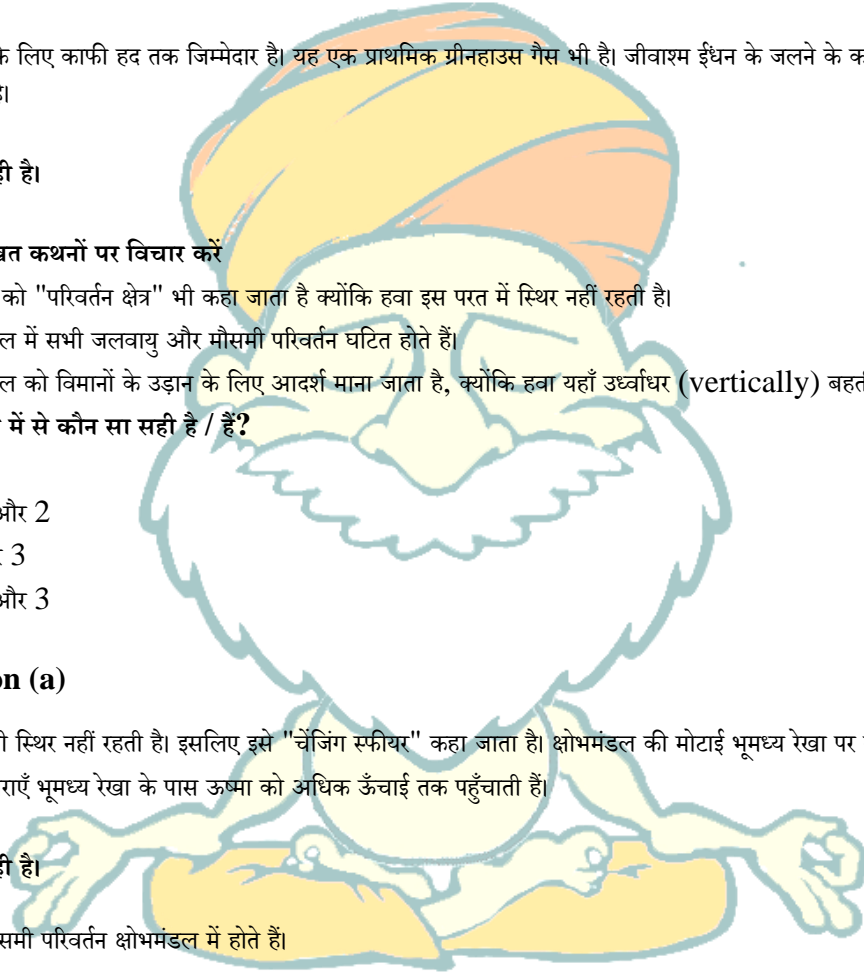 के लिए काफी हद तक जिम्मेदार है। यह एक प्राथमिक ग्रीनहाउस गैस भी है। जीवाश्म ईंधन के जलने के
है।
है।
कथनों पर विचार करें
को "परिवर्तन क्षेत्र" भी कहा जाता है क्योंकि हवा इस परत में स्थिर नहीं रहती है।
में सभी जलवायु और मौसमी परिवर्तन घटित होते हैं।
को विमानों के उड़ान के लिए आदर्श माना जाता है, क्योंकि हवा यहाँ उर्ध्वाधर (vertically)
में से कौन सा सही है / हैं?
और 2
3
और 3
(a)
स्थिर नहीं रहती है। इसलिए इसे "चेंजिंग स्फीयर" कहा जाता है। क्षोभमंडल की मोटाई भूमध्य रेखा पर
भूमध्य रेखा के पास ऊष्मा को अधिक ऊँचाई तक पहुँचाती हैं।
है।
परिवर्तन क्षोभमंडल में होते हैं।